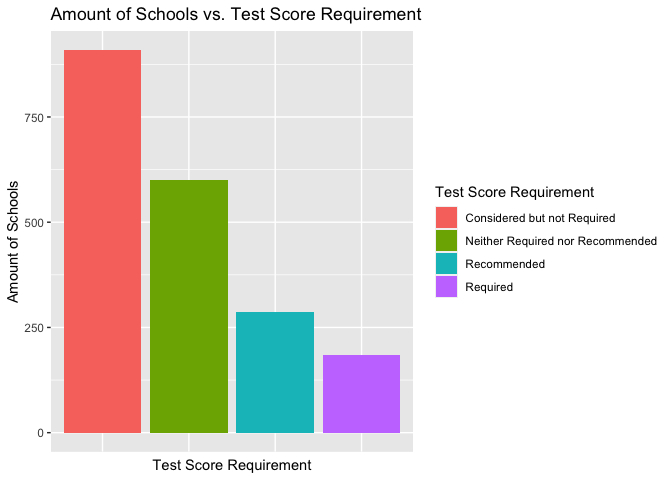 Amount of Schools vs. Test Score Requirement
750
500
250
0
Amount of Schools
Test Score Requirement
Test Score Requirement
Considered but not Required
Neither Required nor Recommended
Recommended
Required